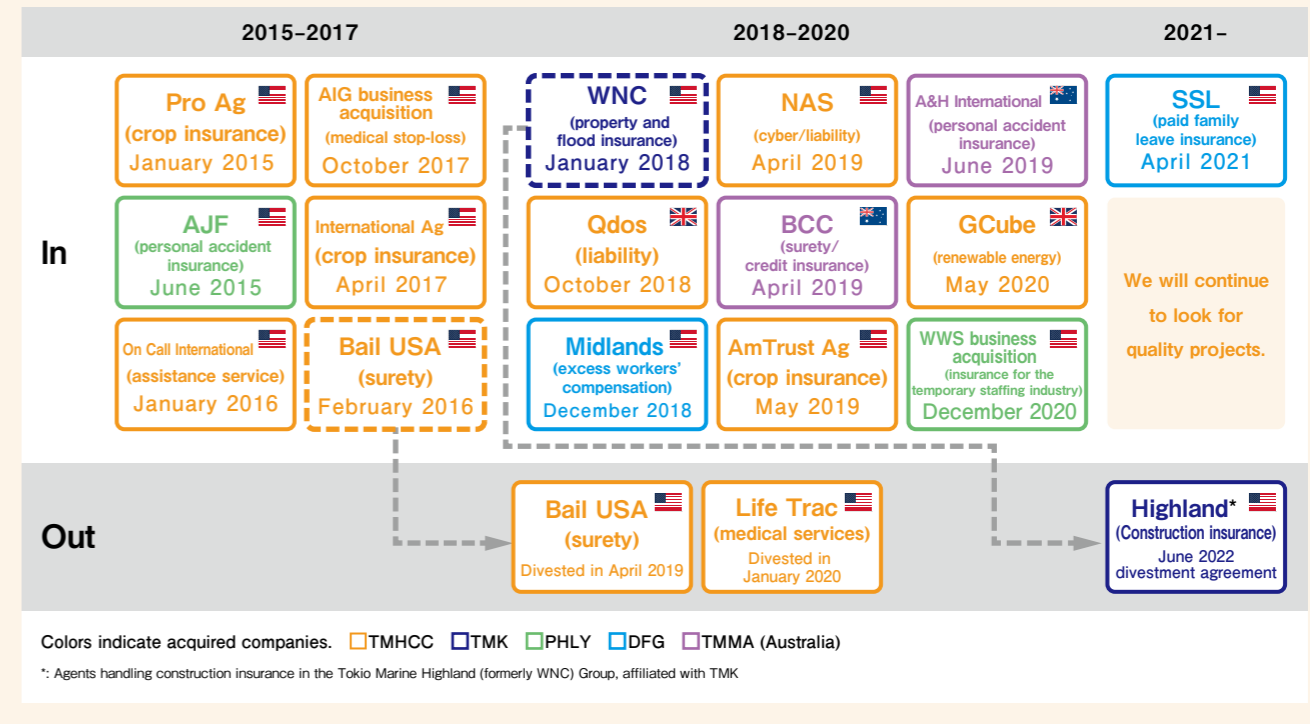 2015–2017
2018–2020
2021–
In
Pro Ag
(crop insurance)
January 2015
AIG business
acquisition
(medical stop-loss)
October 2017
AJF
(personal accident
insurance)
June 2015
International Ag
(crop insurance)
April 2017
On Call International
(assistance service)
January 2016
Bail USA
(surety)
February 2016
WNC
(property and
flood insurance)
January 2018
NAS
(cyber/liability)
April 2019
A&H International
(personal accident
insurance)
June 2019
Qdos
(liability)
October 2018
BCC
(surety/
credit insurance)
April 2019
GCube
(renewable energy)
May 2020
Midlands
(excess workers'
compensation)
December 2018
AmTrust Ag
(crop insurance)
May 2019
WWS business
acquisition
(insurance for the
temporary staffing industry)
December 2020
SSL
(paid family
leave insurance)
April 2021
We will continue
to look for
quality projects.
Out
Bail USA
(surety)
Divested in April 2019
Life Trac
(medical services)
Divested in
January 2020
Highland*
(Construction insurance)
June 2022
divestment agreement
Colors indicate acquired companies. TMHCC TMK PHLY DFG TMMA (Australia)
*: Agents handling construction insurance in the Tokio Marine Highland (formerly WNC) Group, affiliated with TMK